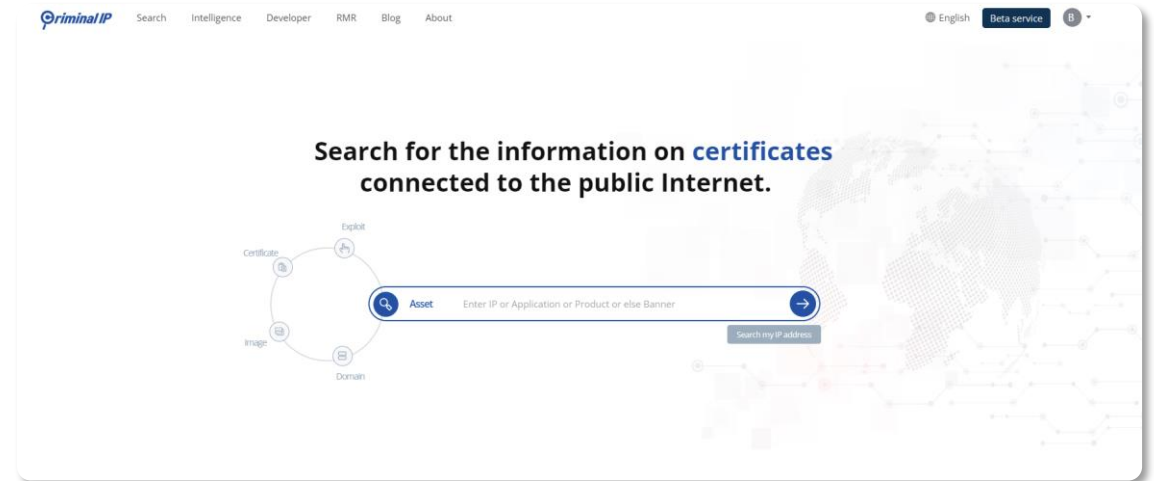 Criminal IP Search Intelligence Developer RMR Blog About English Beta service B
Search for the information on certificates
connected to the public Internet.
Exploit
Certificate
Asset Enter IP or Application or Product or else Banner
Search my IP address
Image
Domain